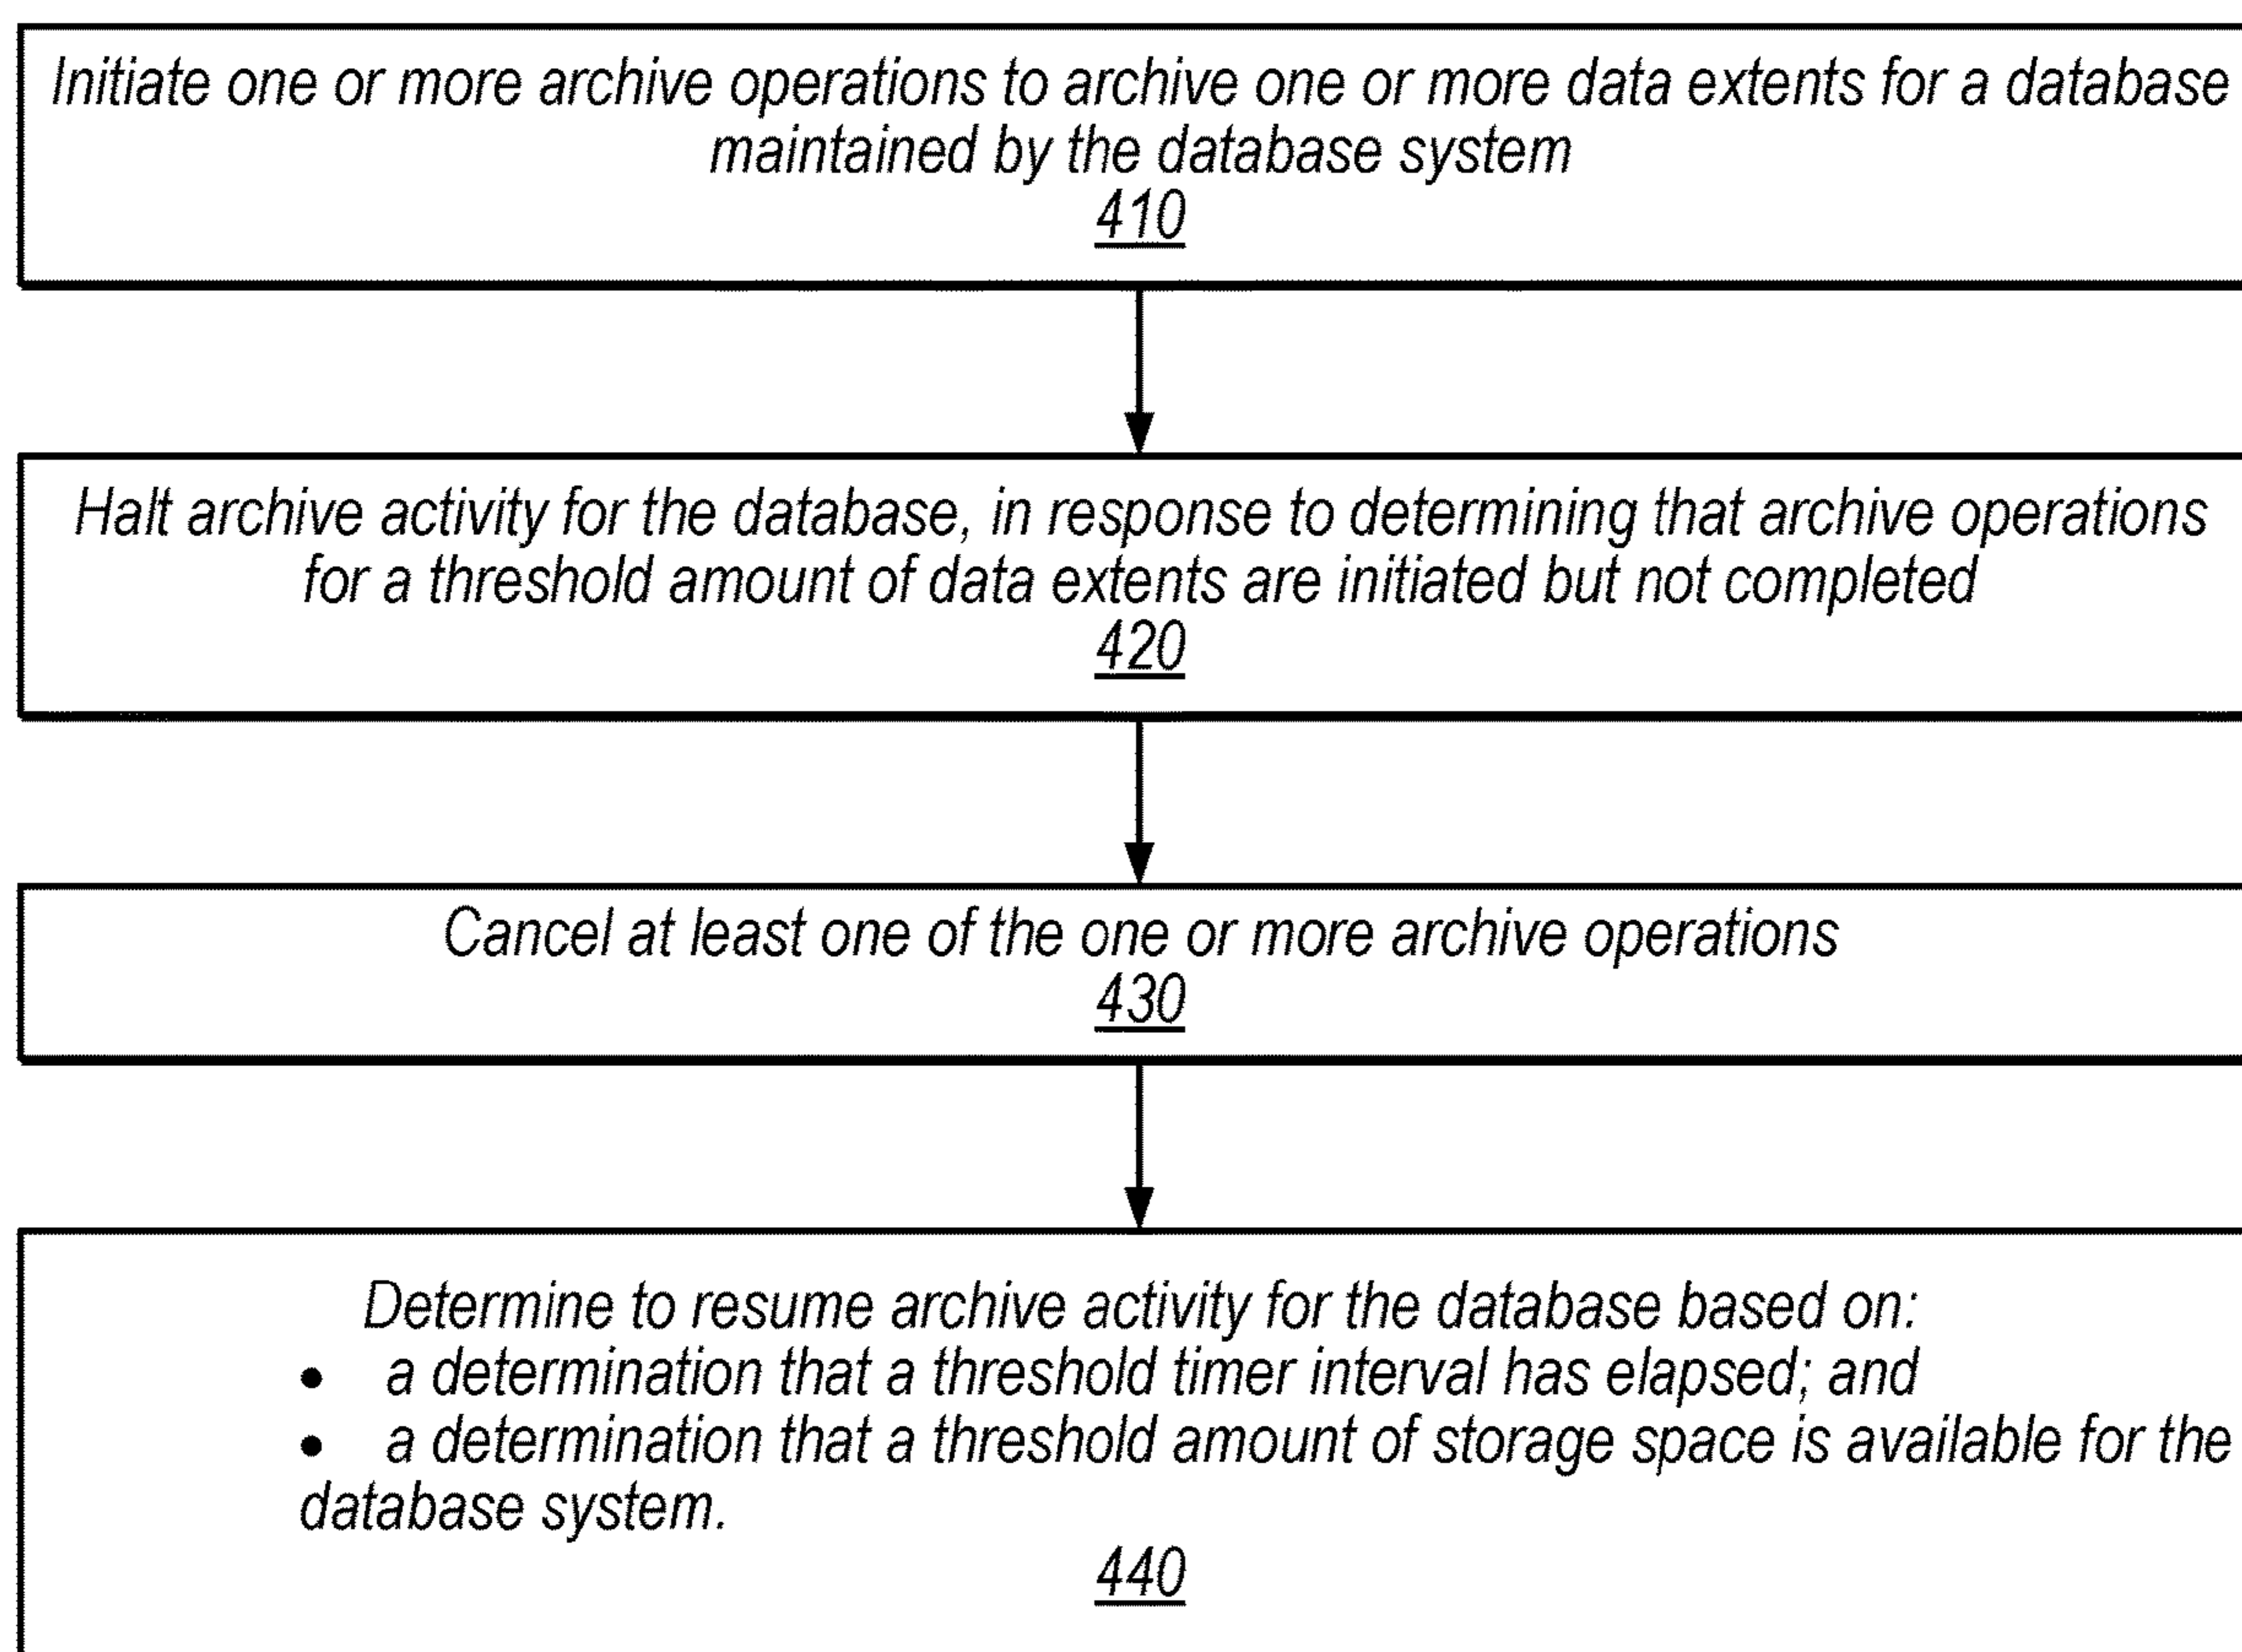 Initiate one or more archive operations to archive one or more data extents for a database
maintained by the database system
410
Halt archive activity for the database, in response to determining that archive operations
for a threshold amount of data extents are initiated but not completed
420
Cancel at least one of the one or more archive operations
430
Determine to resume archive activity for the database based on:
• a determination that a threshold timer interval has elapsed; and
• a determination that a threshold amount of storage space is available for the
database system.
440